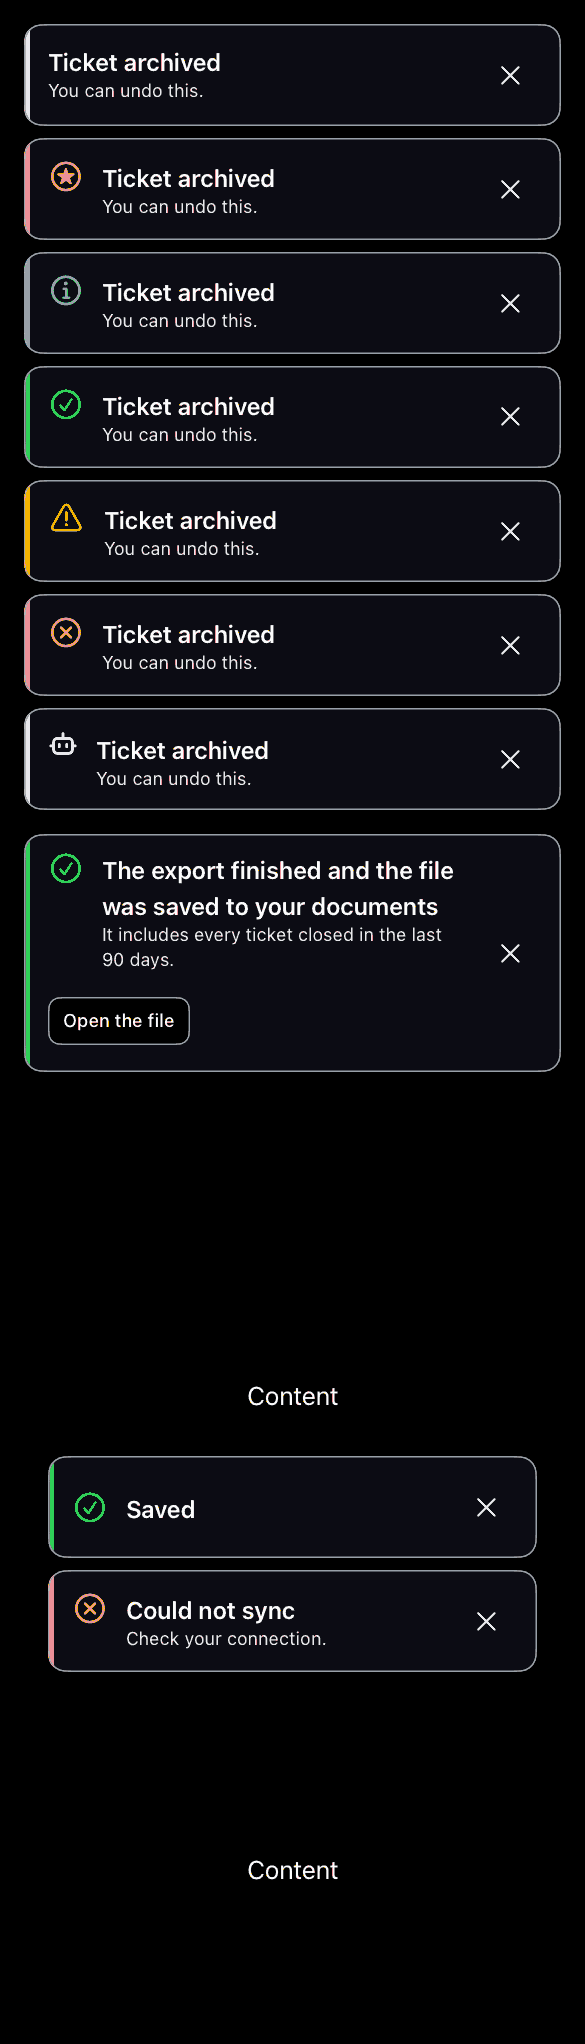 Ticket archived
You can undo this.
Ticket archived
You can undo this.
Ticket archived
You can undo this.
Ticket archived
You can undo this.
Ticket archived
You can undo this.
Ticket archived
You can undo this.
Ticket archived
You can undo this.
The export finished and the file
was saved to your documents
It includes every ticket closed in the last
90 days.
Open the file
Content
Saved
Could not sync
Check your connection.
Content